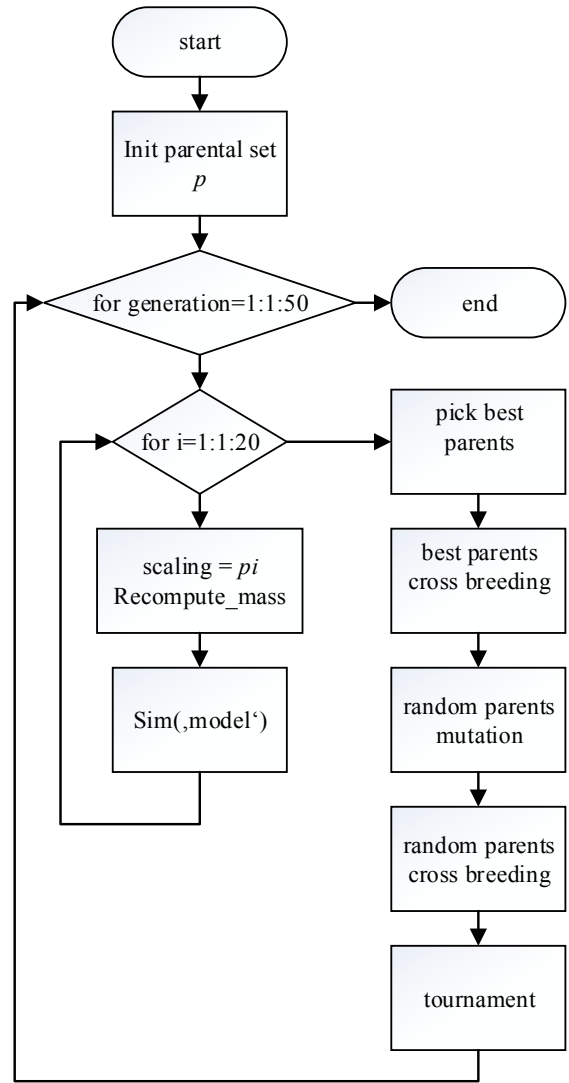 start
Init parental set
p
for generation=1:1:50
end
for i=1:1:20
pick best
parents
scaling = pi
Recompute_mass
best parents
cross breeding
Sim(‚model‘)
random parents
mutation
random parents
cross breeding
tournament